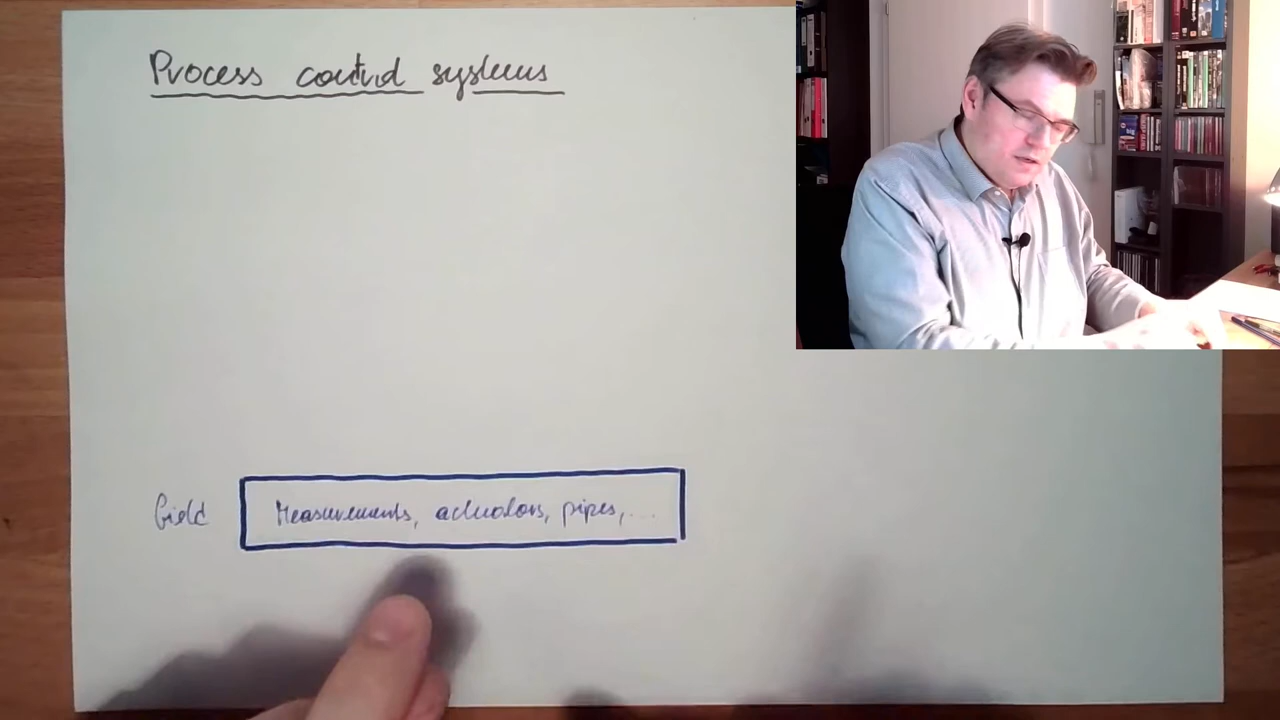 Process control systems
field
Measurements, actuators, pipes, ...